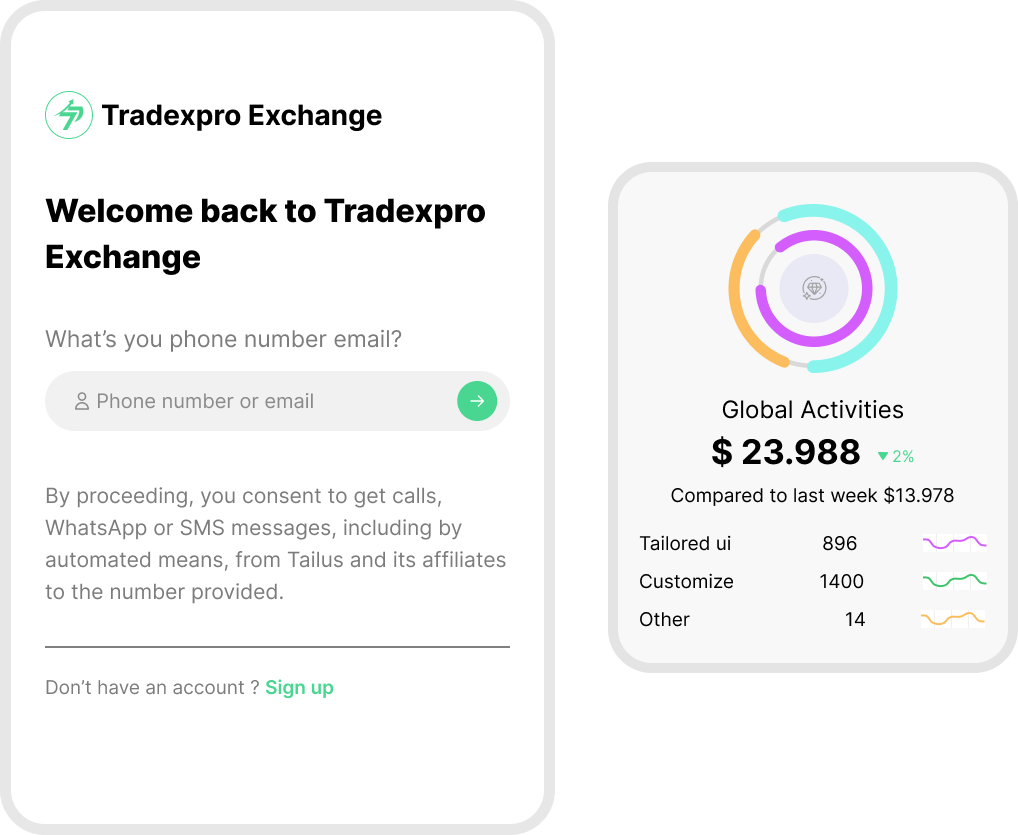 Tradexpro Exchange
Welcome back to Tradexpro
Exchange
What's you phone number email?
Phone number or email
By proceeding, you consent to get calls,
WhatsApp or SMS messages, including by
automated means, from Tailus and its affiliates
to the number provided.
Don't have an account ? Sign up
Global Activities
$ 23.988 2%
Compared to last week $13.978
Tailored ui 896
Customize 1400
Other 14